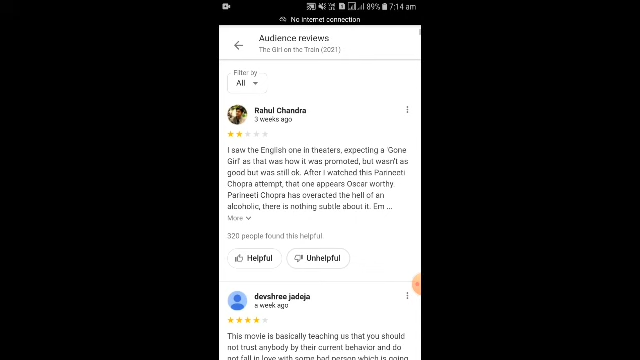 89% 7:14 am
No internet connection
Audience reviews
The Girl on the Train (2021)
Filter by
All
Rahul Chandra
3 weeks ago
I saw the English one in theaters, expecting a 'Gone
Girl' as that was how it was promoted, but wasn't as
good but was still ok. After I watched this Parineeti
Chopra attempt, that one appears Oscar worthy.
Parineeti Chopra has overacted the hell of an
alcoholic, there is nothing subtle about it. Em ...
More
320 people found this helpful.
Helpful
Unhelpful
devshree jadeja
a week ago
This movie is basically teaching us that you should
not trust anybody by their current behavior and do
not fall in love with some bad person which is going